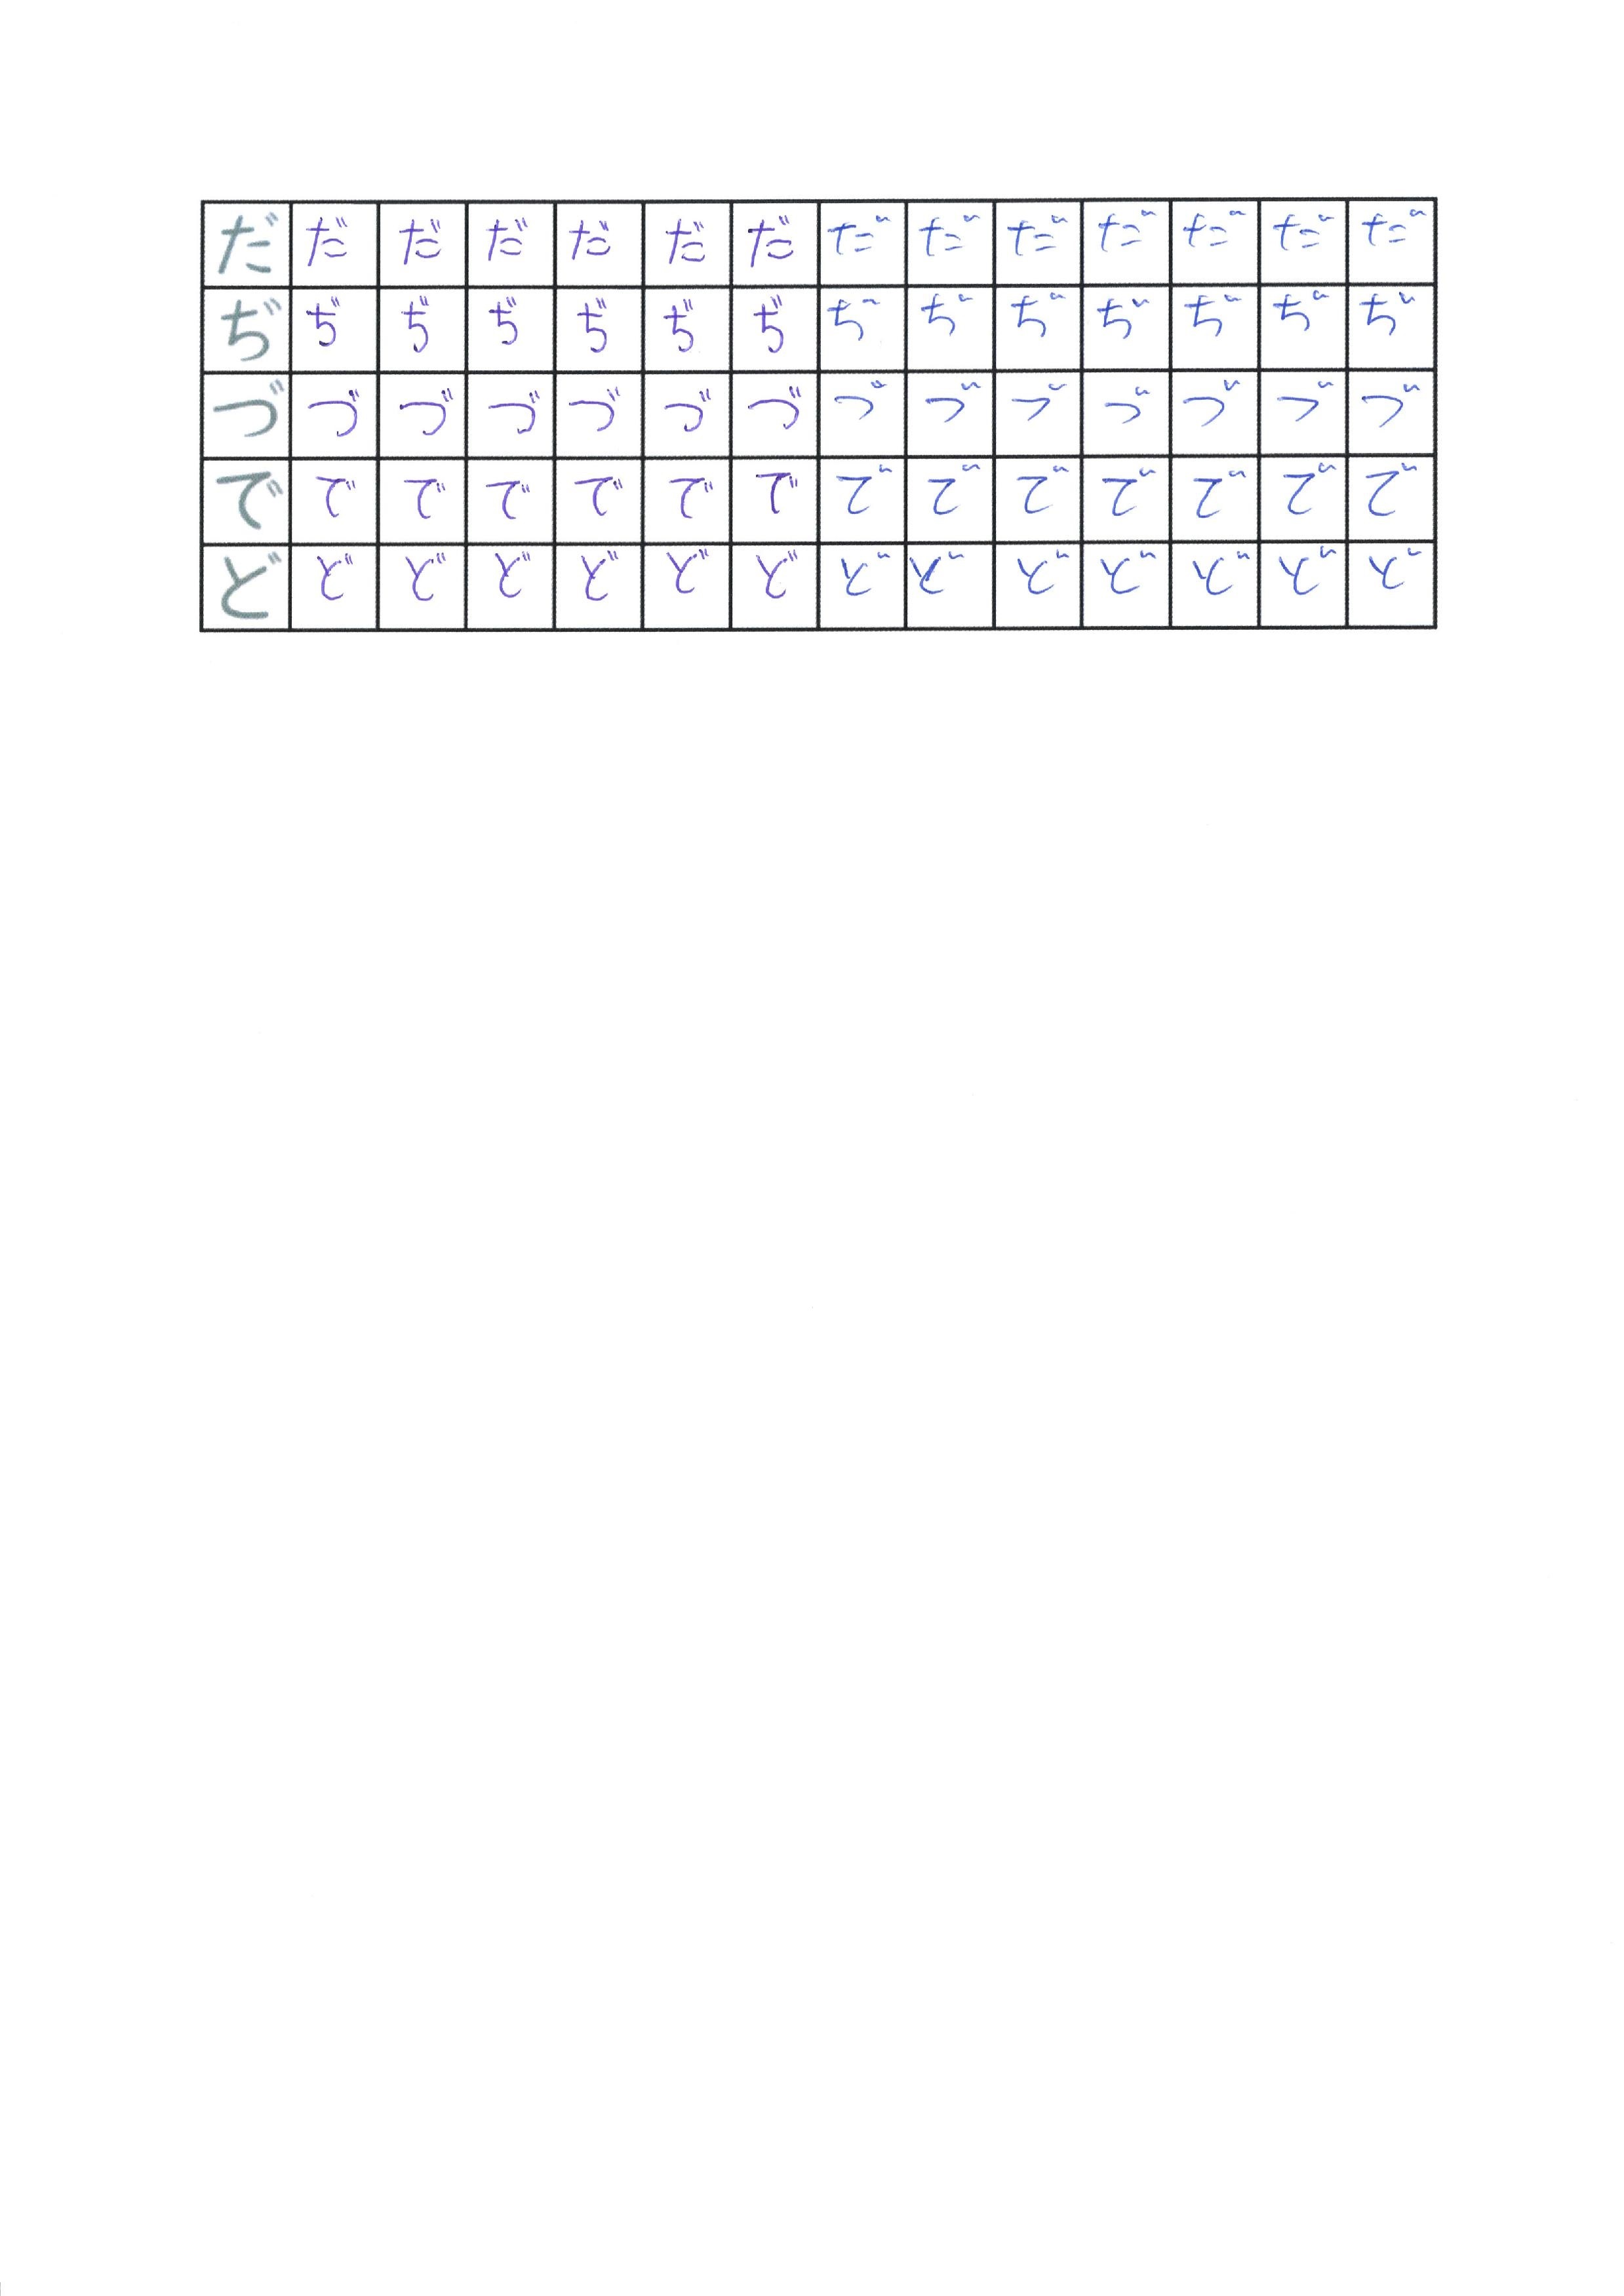 だ だ だ だ だ だ だ だ だ だ だ だ だ だ
ぢ ぢ ぢ ぢ ぢ ぢ ぢ ぢ ぢ ぢ ぢ ぢ ぢ ぢ
づ づ づ づ づ づ づ づ づ づ づ づ づ づ
で で で で で で で で で で で で で で
ど ど ど ど ど ど ど ど ど ど ど ど ど ど